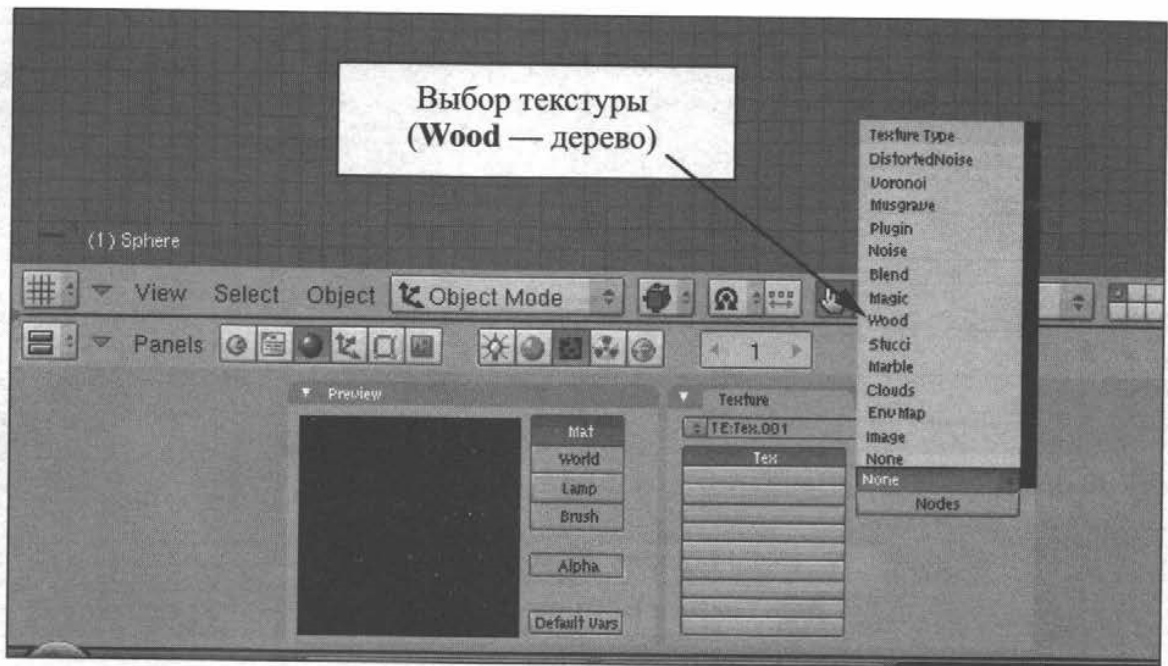 Выбор текстуры
(Wood — дерево)
(1) Sphere
View Select Object Object Mode
Panels 1
Preview
Mat
World
Lamp
Brush
Alpha
Default Vars
Texture
TE:Tex.001
Tex
Texture Type
DistortedNoise
Voronoi
Musgrave
Plugin
Noise
Blend
Magic
Wood
Stucci
Marble
Clouds
EnvMap
Image
None
None
Nodes